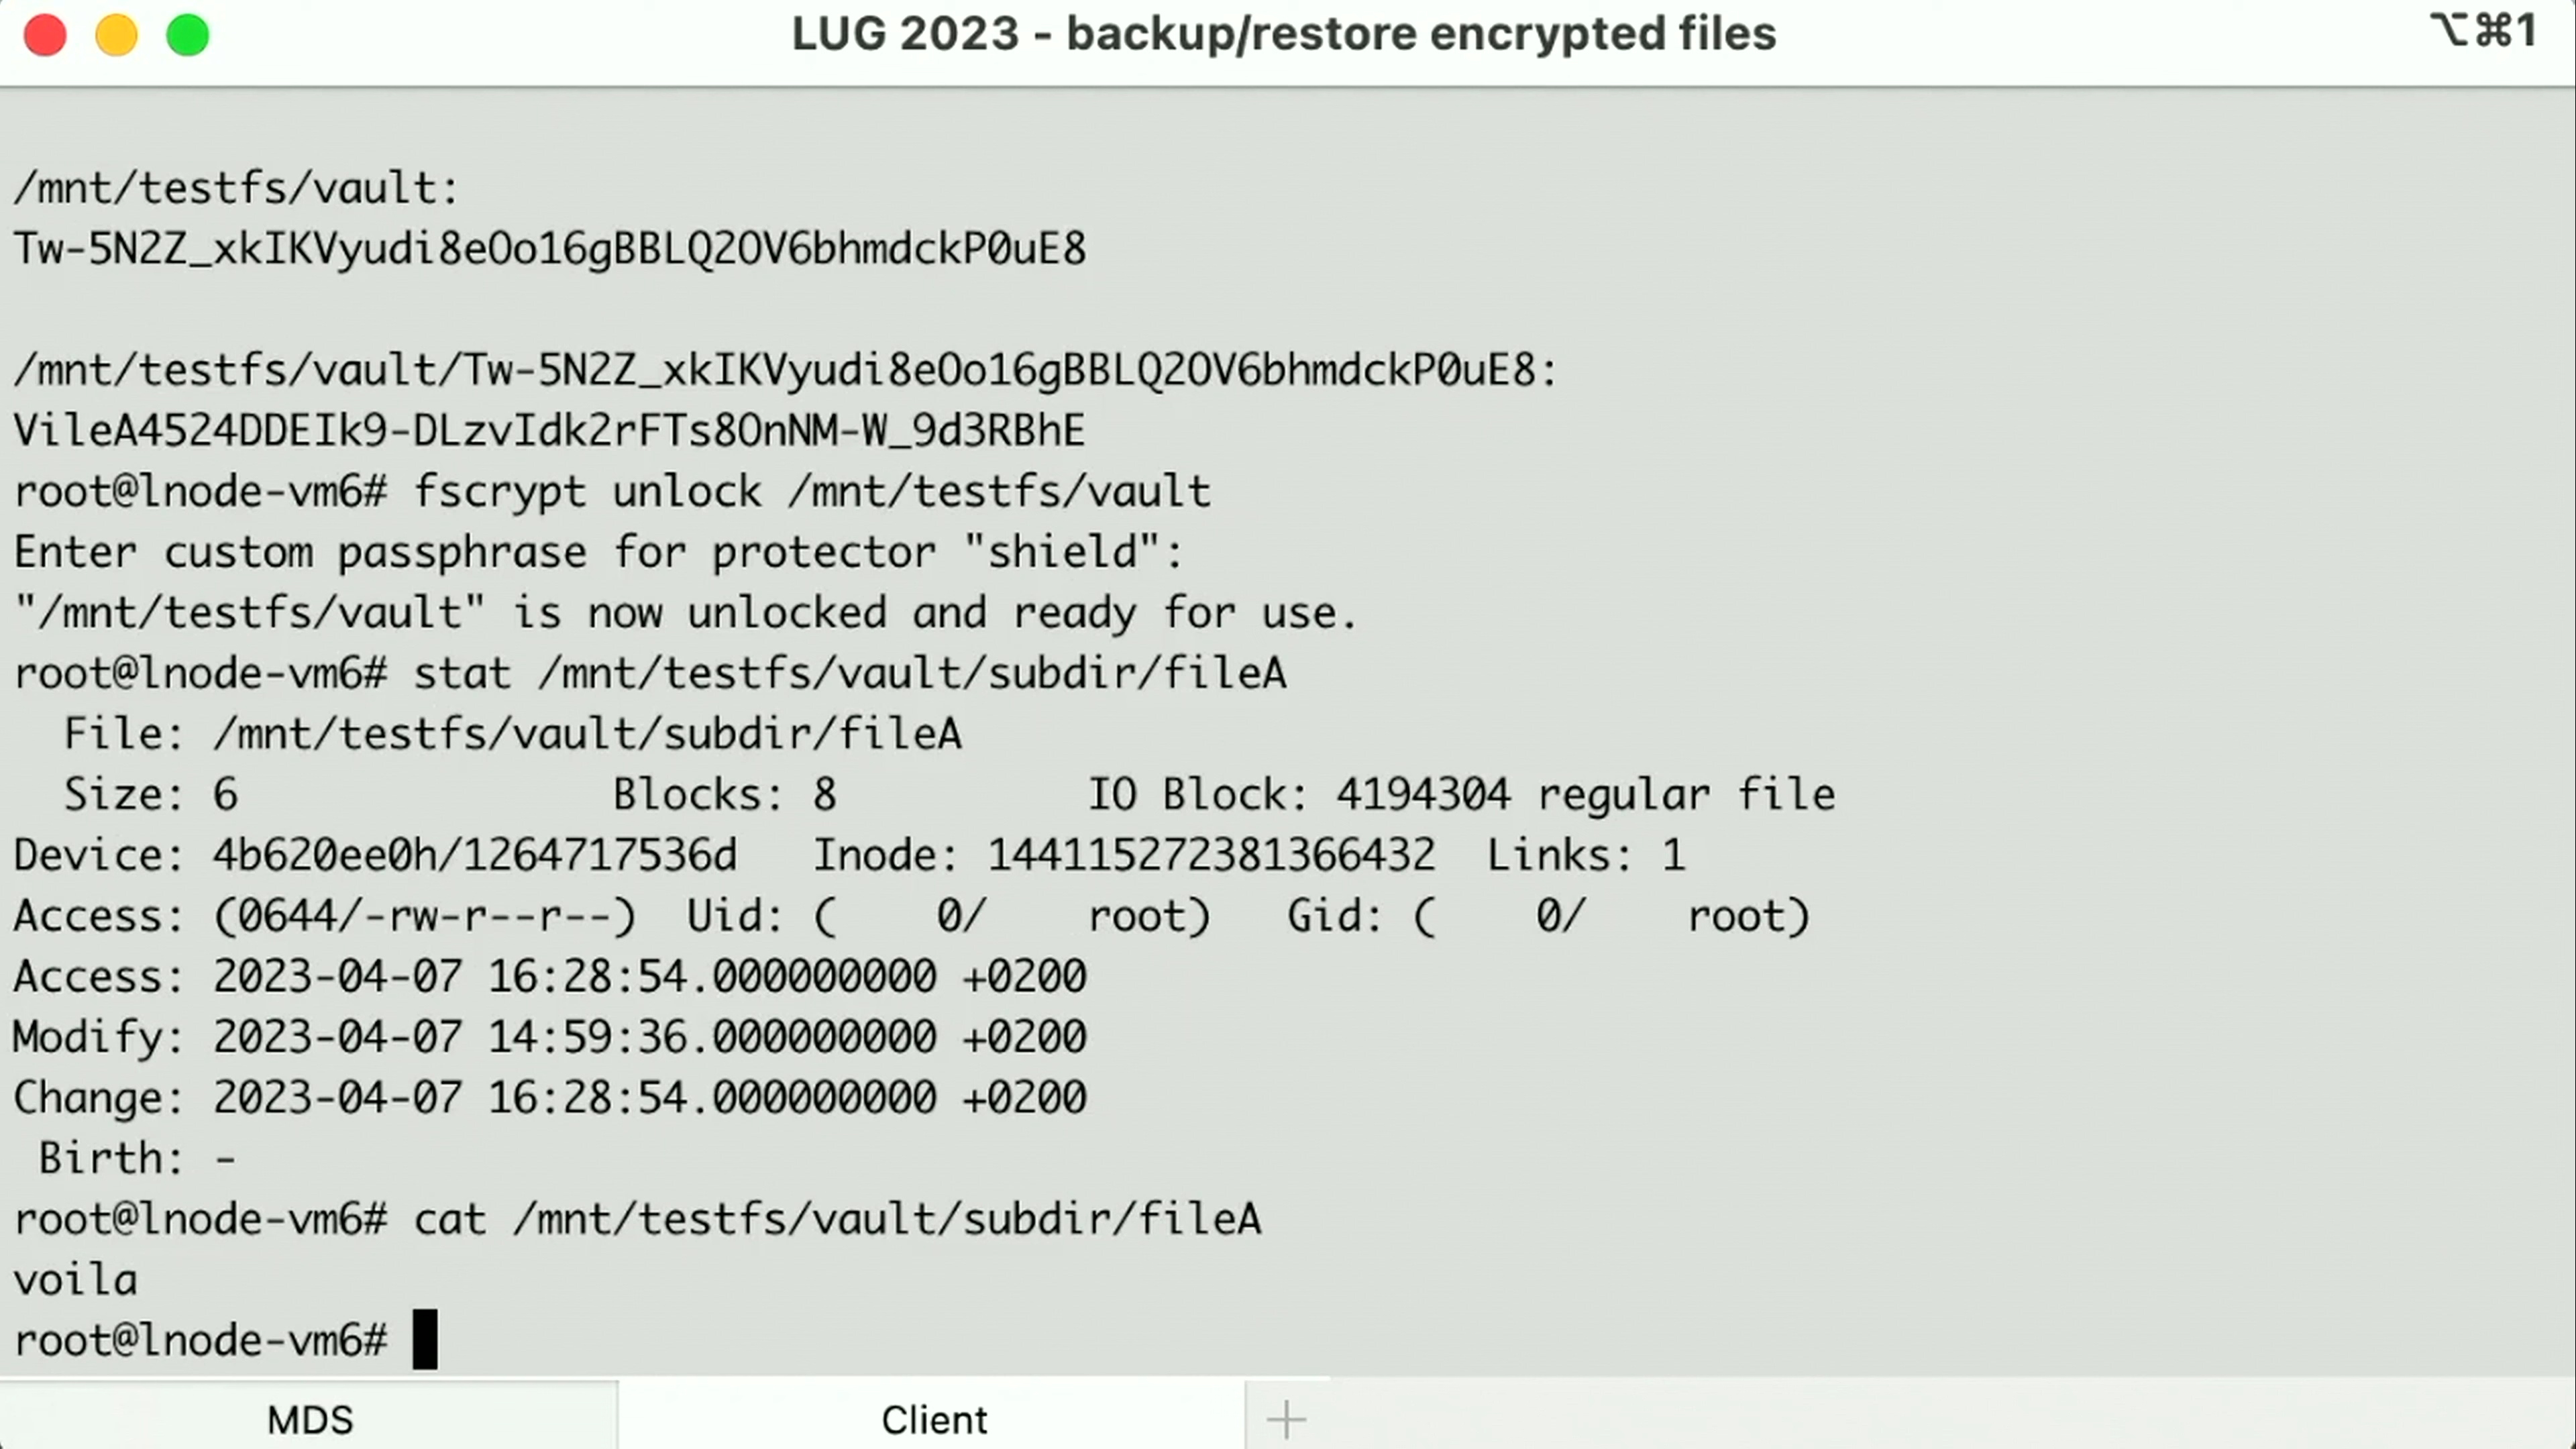 LUG 2023 - backup/restore encrypted files
⌥⌘1
/mnt/testfs/vault:
Tw-5N2Z_xkIKVyudi8eOo16gBBLQ2OV6bhmdckP0uE8
/mnt/testfs/vault/Tw-5N2Z_xkIKVyudi8eOo16gBBLQ2OV6bhmdckP0uE8:
VileA4524DDEIk9-DLzvIdk2rFTs8OnNM-W_9d3RBhE
root@lnode-vm6# fscrypt unlock /mnt/testfs/vault
Enter custom passphrase for protector "shield":
"/mnt/testfs/vault" is now unlocked and ready for use.
root@lnode-vm6# stat /mnt/testfs/vault/subdir/fileA
  File: /mnt/testfs/vault/subdir/fileA
  Size: 6               Blocks: 8          IO Block: 4194304 regular file
Device: 4b620ee0h/1264717536d   Inode: 144115272381366432  Links: 1
Access: (0644/-rw-r--r--)  Uid: (    0/    root)   Gid: (    0/    root)
Access: 2023-04-07 16:28:54.000000000 +0200
Modify: 2023-04-07 14:59:36.000000000 +0200
Change: 2023-04-07 16:28:54.000000000 +0200
 Birth: -
root@lnode-vm6# cat /mnt/testfs/vault/subdir/fileA
voila
root@lnode-vm6#
MDS
Client
+